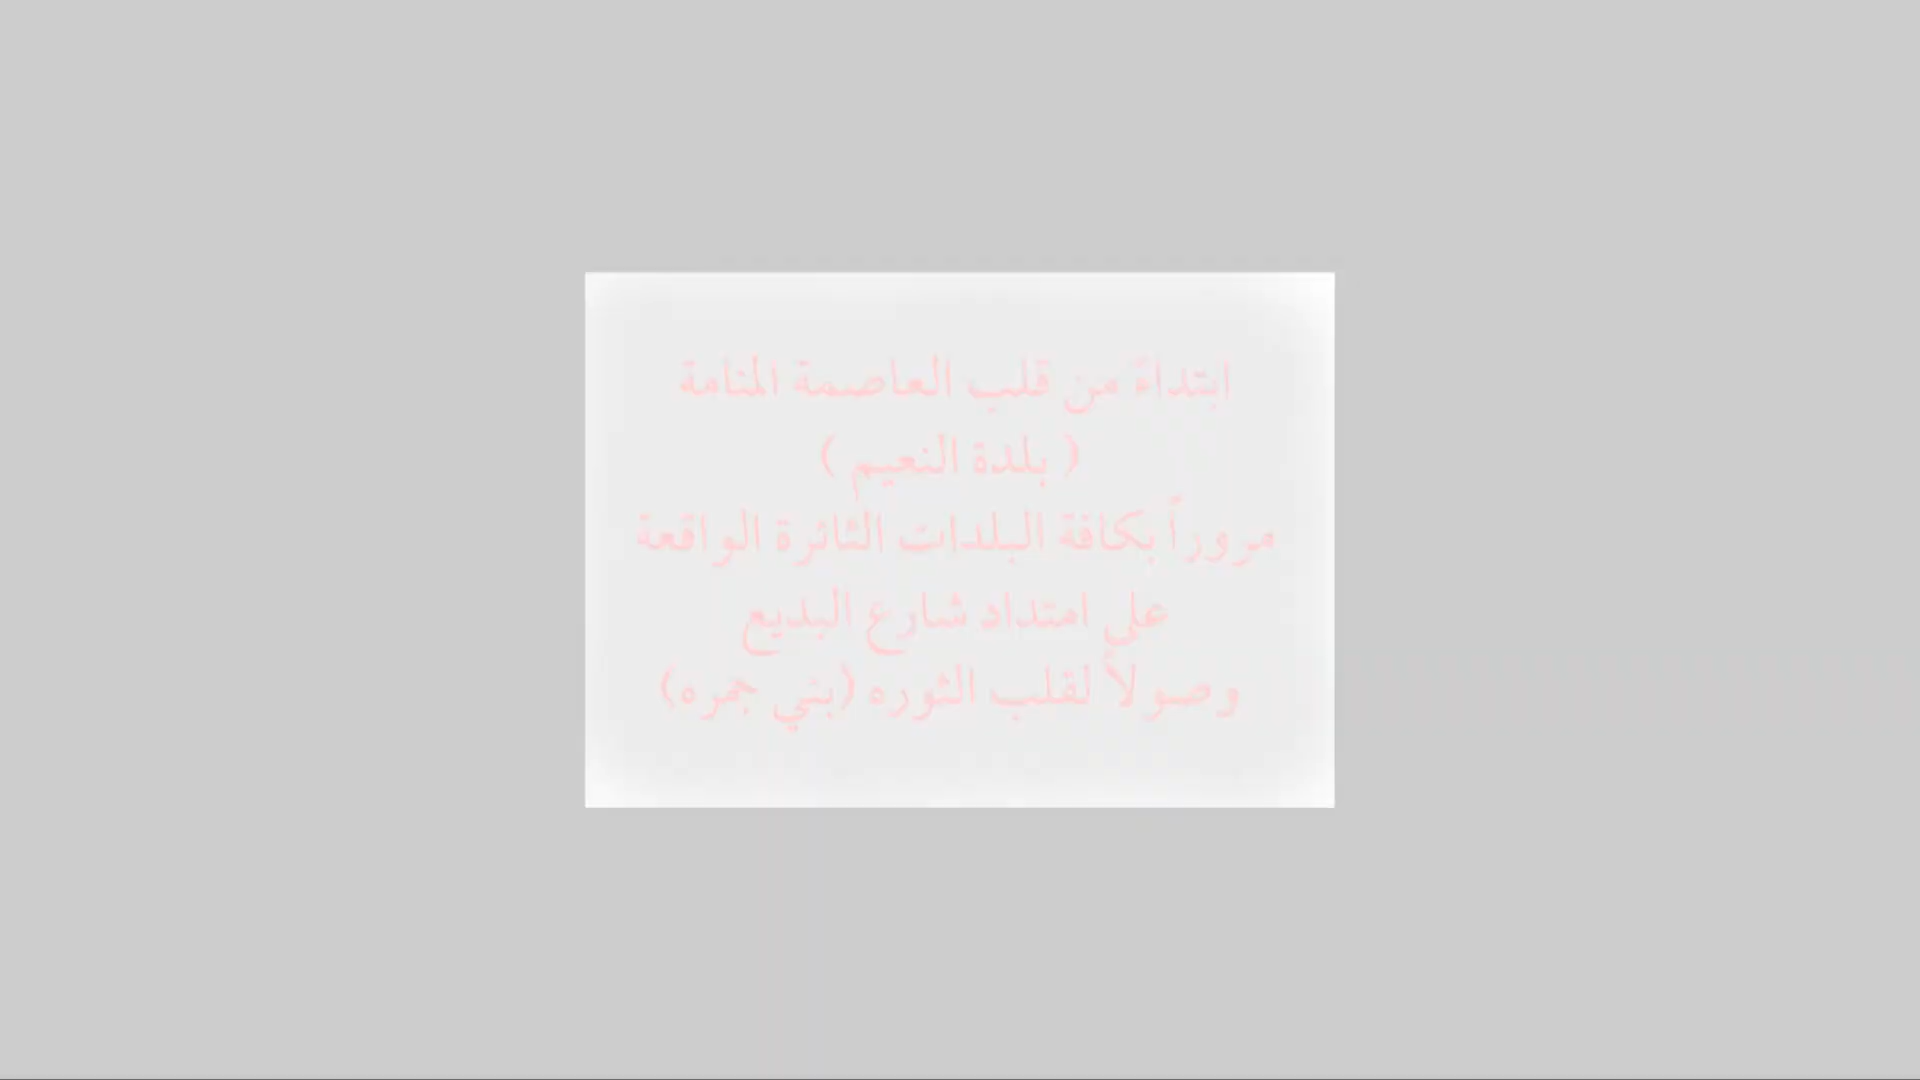 ابتداءً من قلب العاصمة المنامة
( بلدة النعيم )
مروراً بكافة البلدات الثائرة الواقعة
على امتداد شارع البديع
وصولاً لقلب الثوره (بني جمره)